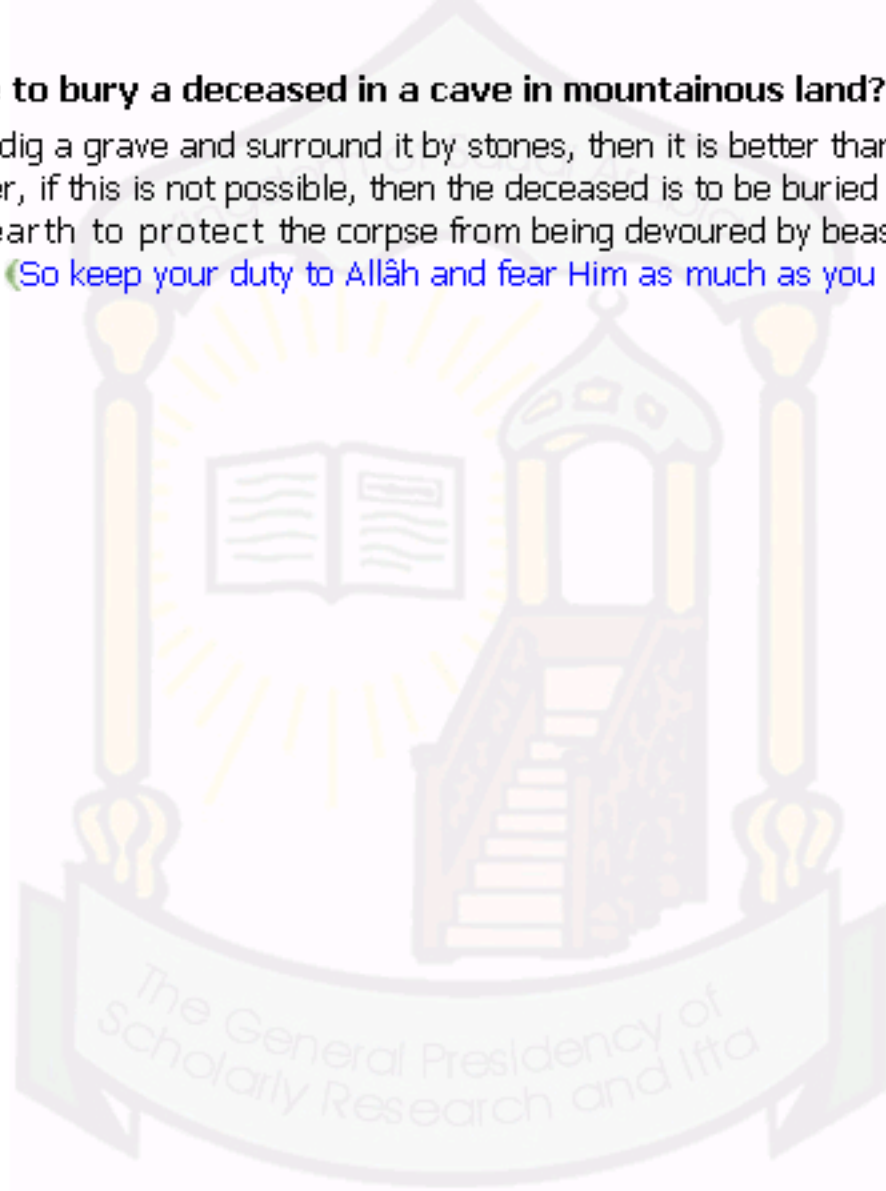 to bury a deceased in a cave in mountainous land?
dig a grave and surround it by stones, then it is better than
if this is not possible, then the deceased is to be buried
earth to protect the corpse from being devoured by
(So keep your duty to Allâh and fear Him as much as you
The General Presidency of
Scholarly Research and Ifta